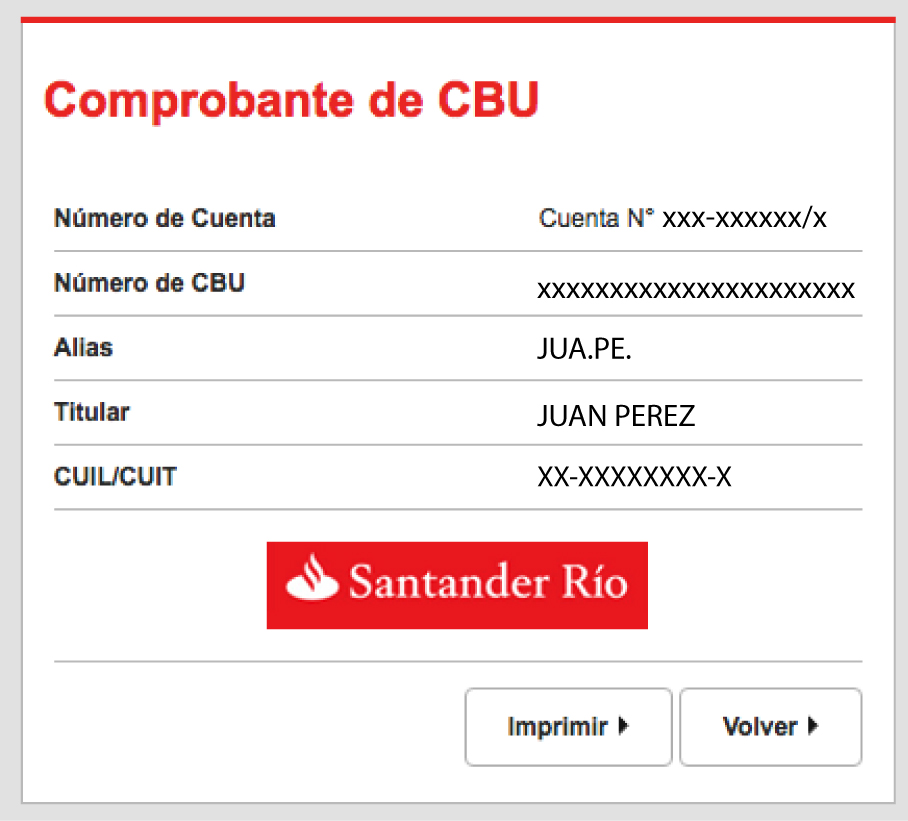 Comprobante de CBU
Número de Cuenta Cuenta N° xxx-xxxxxx/x
Número de CBU xxxxxxxxxxxxxxxxxxxxxx
Alias JUA.PE.
Titular JUAN PEREZ
CUIL/CUIT XX-XXXXXXXX-X
Santander Río
Imprimir Volver